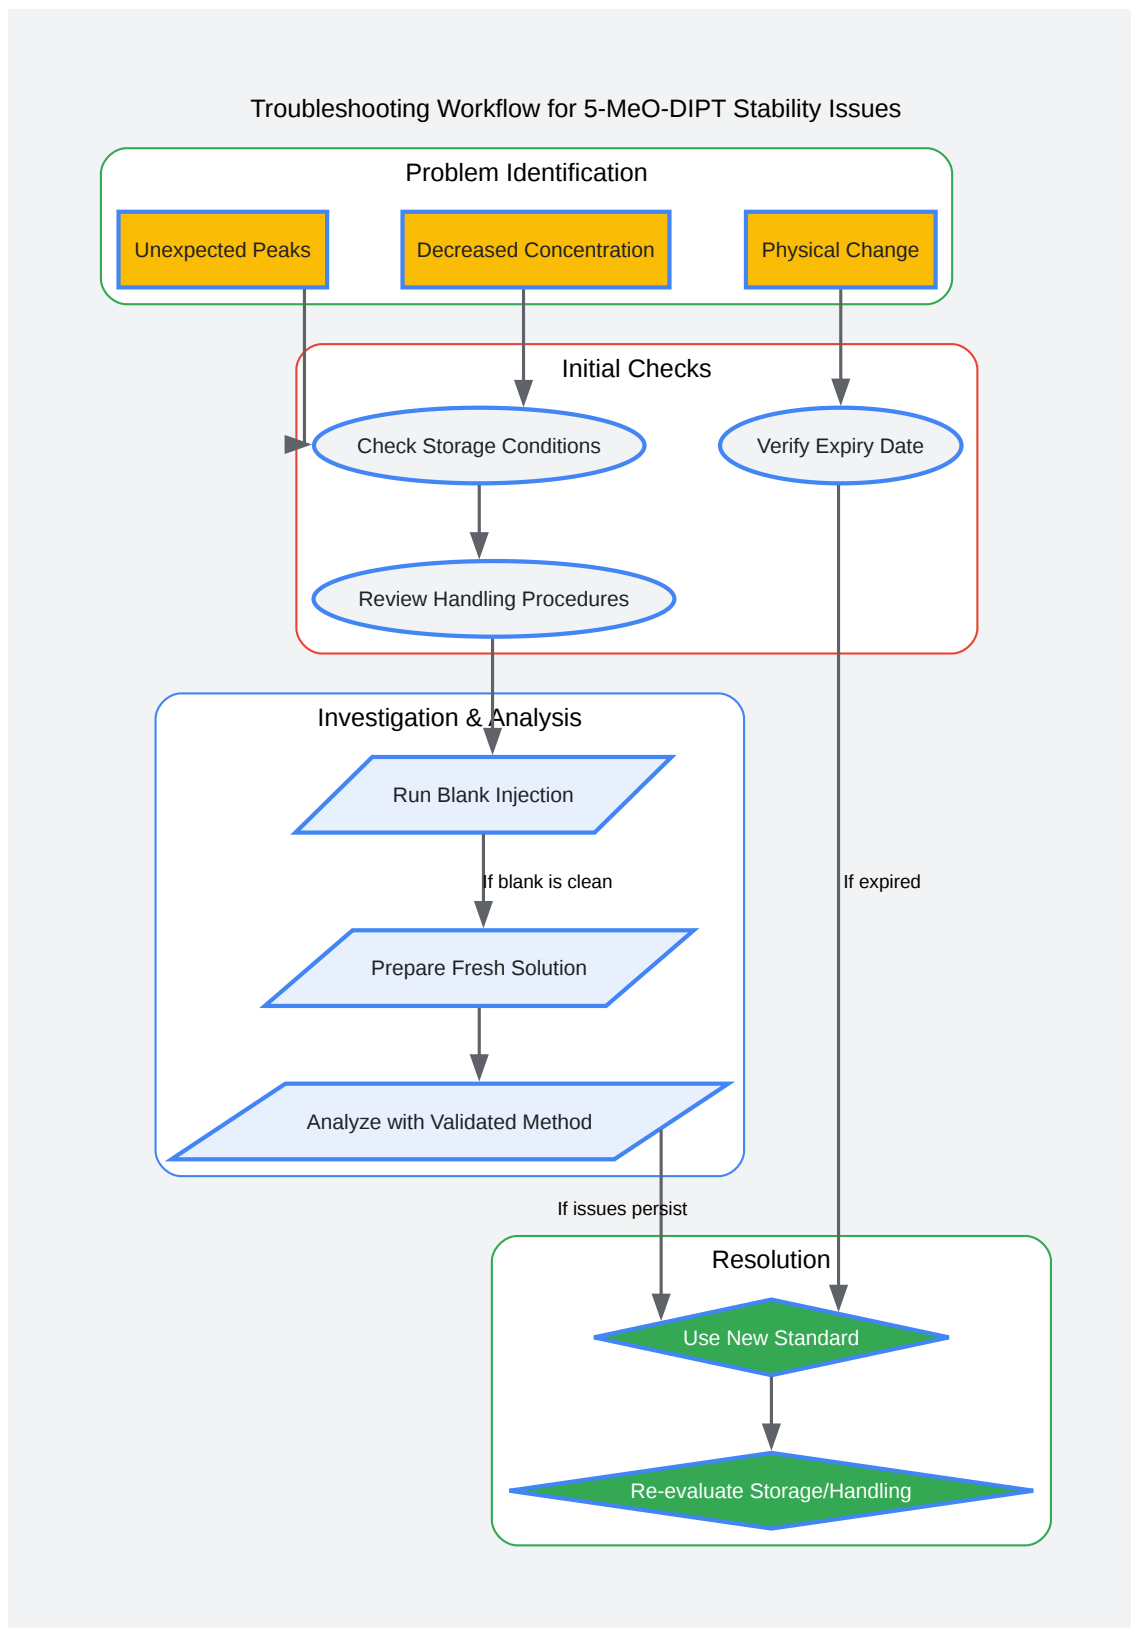 Troubleshooting Workflow for 5-MeO-DIPT Stability Issues
Problem Identification
Unexpected Peaks
Decreased Concentration
Physical Change
Initial Checks
Check Storage Conditions
Verify Expiry Date
Review Handling Procedures
Investigation & Analysis
Run Blank Injection
If blank is clean
If expired
Prepare Fresh Solution
Analyze with Validated Method
If issues persist
Resolution
Use New Standard
Re-evaluate Storage/Handling